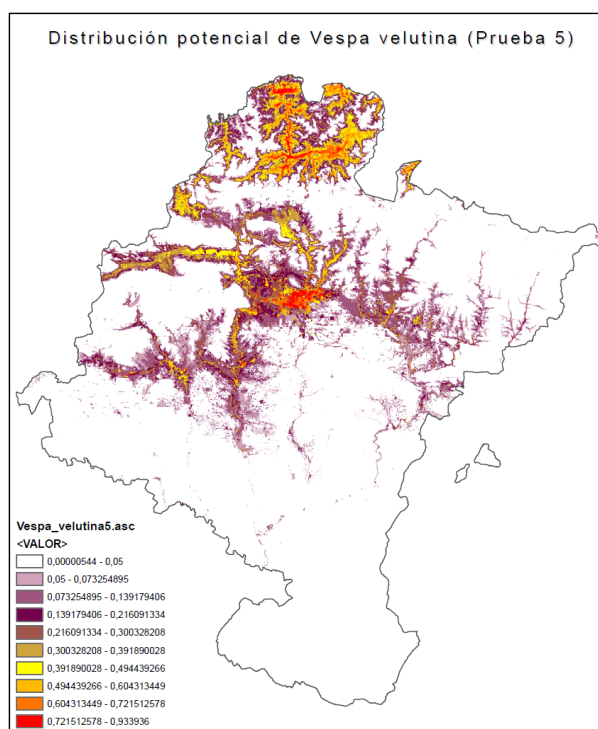 Distribución potencial de Vespa velutina (Prueba 5)
Vespa_velutina5.asc
<VALOR>
0,00000544 - 0,05
0,05 - 0,073254895
0,073254895 - 0,139179406
0,139179406 - 0,216091334
0,216091334 - 0,300328208
0,300328208 - 0,391890028
0,391890028 - 0,494439266
0,494439266 - 0,604313449
0,604313449 - 0,721512578
0,721512578 - 0,933936